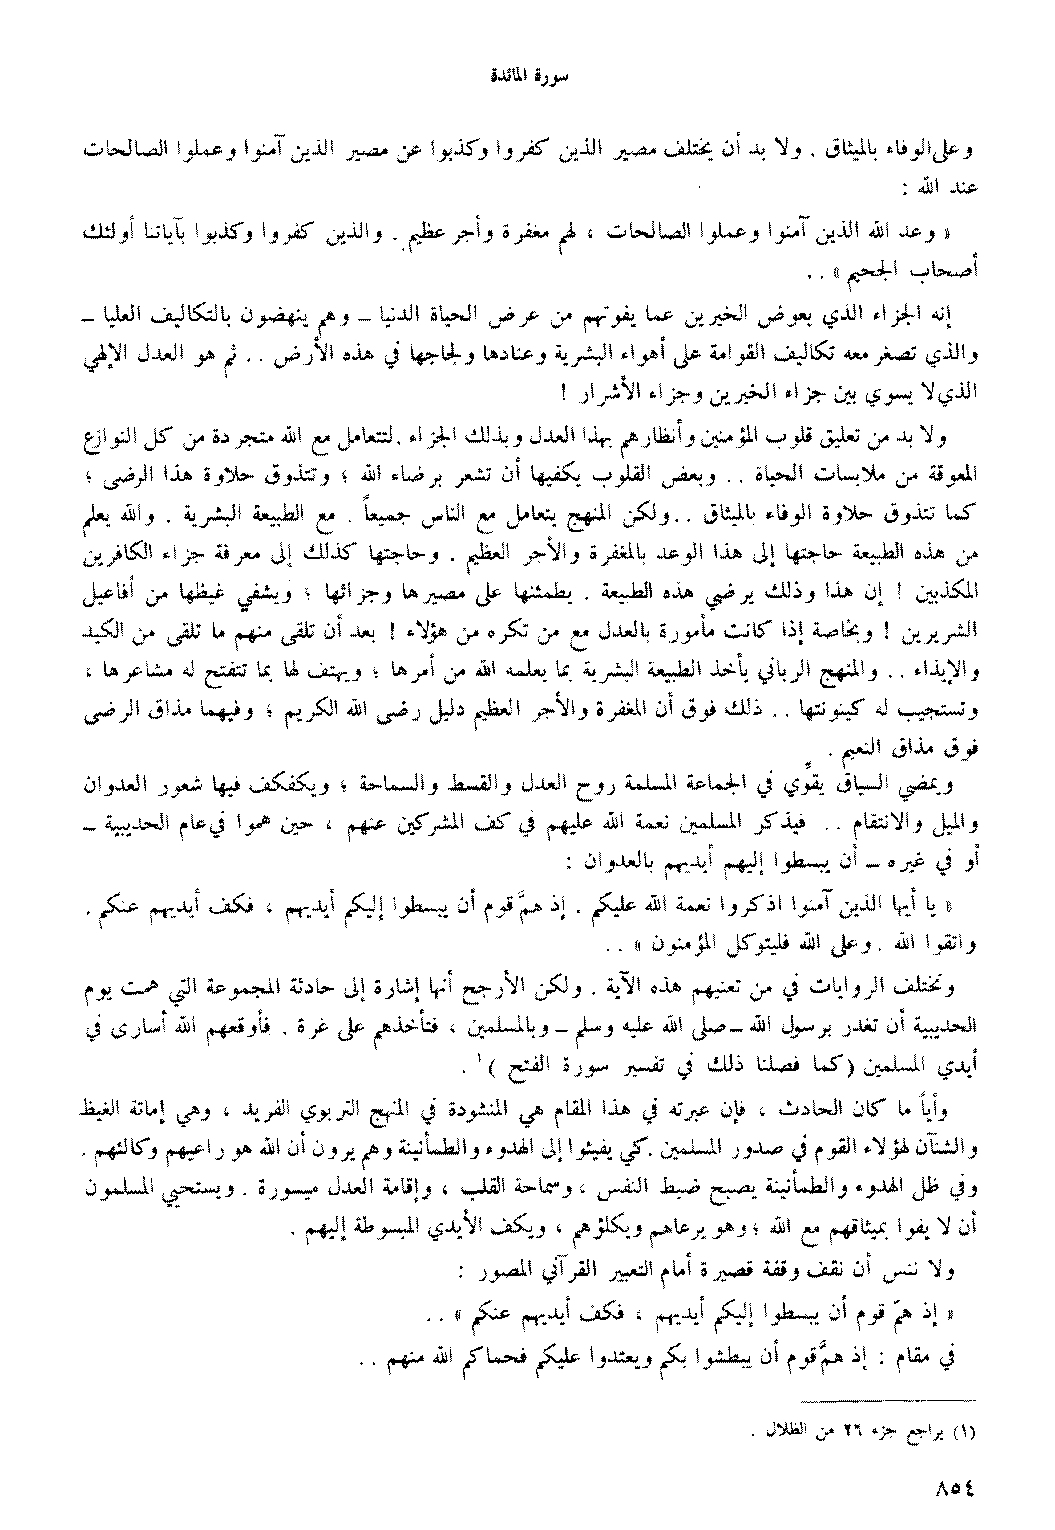 سورة المائدة
وعلى الوفاء بالميثاق . ولا بد أن يختلف مصير الذين كفروا وكذبوا عن مصير الذين آمنوا وعملوا الصالحات
عند الله :
« وعد الله الذين آمنوا وعملوا الصالحات ، لهم مغفرة وأجر عظيم . والذين كفروا وكذبوا بآياتنا أولئك
أصحاب الجحيم » . .
إنه الجزاء الذي يعوض الخيرين عما يفوتهم من عرض الحياة الدنيا – وهم ينهضون بالتكاليف العليا –
والذي تصغر معه تكاليف القوامة على أهواء البشرية وعنادها ولجاجها في هذه الأرض . . ثم هو العدل الإلهي
الذي لا يسوي بين جزاء الخيرين وجزاء الأشرار !
ولا بد من تعليق قلوب المؤمنين وأنظارهم بهذا العدل وبذلك الجزاء . لتتعامل مع الله متجردة من كل النوازع
المعوقة من ملابسات الحياة . . وبعض القلوب يكفيها أن تشعر برضاء الله ؛ وتتذوق حلاوة هذا الرضى ؛
كما تتذوق حلاوة الوفاء بالميثاق . . ولكن المنهج يتعامل مع الناس جميعاً . مع الطبيعة البشرية . والله يعلم
من هذه الطبيعة حاجتها إلى هذا الوعد بالمغفرة والأجر العظيم . وحاجتها كذلك إلى معرفة جزاء الكافرين
المكذبين ! إن هذا وذلك يرضي هذه الطبيعة . يطمئنها على مصيرها وجزائها ؛ ويشفي غيظها من أفاعيل
الشريرين ! وبخاصة إذا كانت مأمورة بالعدل مع من تكره من هؤلاء ! بعد أن تلقى منهم ما تلقى من الكيد
والإيذاء . . والمنهج الرباني يأخذ الطبيعة البشرية بما يعلمه الله من أمرها ؛ ويهتف لها بما تتفتح له مشاعرها ،
وتستجيب له كينونتها . . ذلك فوق أن المغفرة والأجر العظيم دليل رضى الله الكريم ؛ وفيهما مذاق الرضى
فوق مذاق النعيم .
ويمضي السياق يقوِّي في الجماعة المسلمة روح العدل والقسط والسماحة ؛ ويكفكف فيها شعور العدوان
والميل والانتقام . . فيذكر المسلمين نعمة الله عليهم في كف المشركين عنهم ، حين هموا في عام الحديبية –
أو في غيره – أن يبسطوا إليهم أيديهم بالعدوان :
« يا أيها الذين آمنوا اذكروا نعمة الله عليكم . إذ همَّ قوم أن يبسطوا إليكم أيديهم ، فكف أيديهم عنكم .
واتقوا الله . وعلى الله فليتوكل المؤمنون » . .
وتختلف الروايات في من تعنيهم هذه الآية . ولكن الأرجح أنها إشارة إلى حادثة المجموعة التي همت يوم
الحديبية أن تغدر برسول الله – صلى الله عليه وسلم – وبالمسلمين ، فتأخذهم على غرة . فأوقعهم الله أسارى في
أيدي المسلمين (كما فصلنا ذلك في تفسير سورة الفتح )١ .
وأياً ما كان الحادث ، فإن عبرته في هذا المقام هي المنشودة في المنهج التربوي الفريد ، وهي إماتة الغيظ
والشنآن لهؤلاء القوم في صدور المسلمين . كي يفيئوا إلى الهدوء والطمأنينة وهم يرون أن الله هو راعيهم وكالئهم .
وفي ظل الهدوء والطمأنينة يصبح ضبط النفس ، وسماحة القلب ، وإقامة العدل ميسورة . ويستحيي المسلمون
أن لا يفوا بميثاقهم مع الله ؛ وهو يرعاهم ويكلؤهم ، ويكف الأيدي المبسوطة إليهم .
ولا ننس أن نقف وقفة قصيرة أمام التعبير القرآني المصور :
« إذ همّ قوم أن يبسطوا إليكم أيديهم ، فكف أيديهم عنكم » . .
في مقام : إذ همَّ قوم أن يبطشوا بكم ويعتدوا عليكم فحماكم الله منهم . .
(١) يراجع جزء ٢٦ من الظلال .
٨٥٤